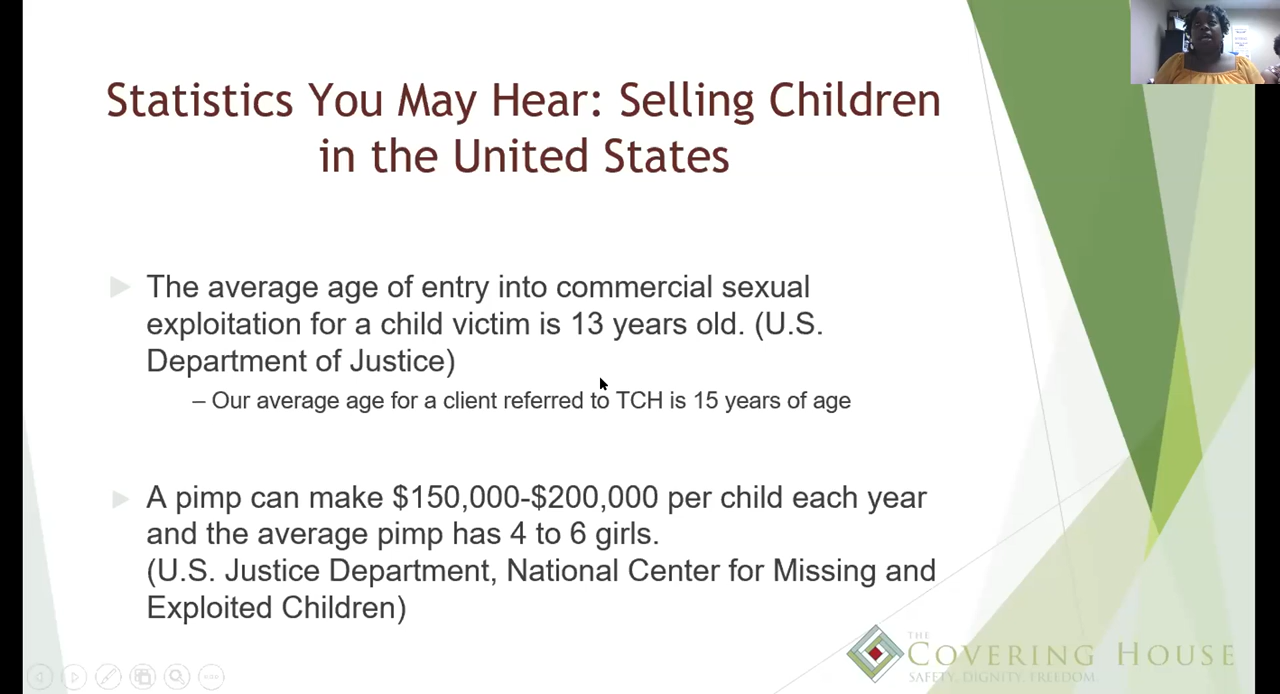 Statistics You May Hear: Selling Children
in the United States
The average age of entry into commercial sexual
exploitation for a child victim is 13 years old. (U.S.
Department of Justice)
– Our average age for a client referred to TCH is 15 years of age
A pimp can make $150,000-$200,000 per child each year
and the average pimp has 4 to 6 girls.
(U.S. Justice Department, National Center for Missing and
Exploited Children)
THE
COVERING HOUSE
SAFETY. DIGNITY. FREEDOM.